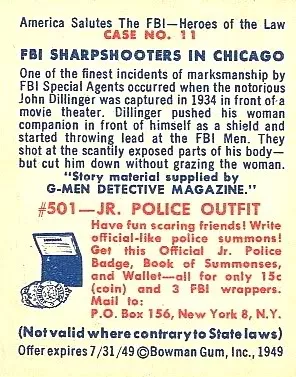 America Salutes The FBI—Heroes of the Law
CASE NO. 11
FBI SHARPSHOOTERS IN CHICAGO
One of the finest incidents of marksmanship by
FBI Special Agents occurred when the notorious
John Dillinger was captured in 1934 in front of a
movie theater. Dillinger pushed his woman
companion in front of himself as a shield and
started throwing lead at the FBI Men. They
shot at the scantily exposed parts of his body—
but cut him down without grazing the woman.
"Story material supplied by
G-MEN DETECTIVE MAGAZINE."
#501—JR. POLICE OUTFIT
Have fun scaring friends! Write
official-like police summons!
Get this Official Jr. Police
Badge, Book of Summonses,
and Wallet—all for only 15c
(coin) and 3 FBI wrappers.
Mail to:
P.O. Box 156, New York 8, N.Y.
(Not valid where contrary to State laws)
Offer expires 7/31/49 ©Bowman Gum, Inc., 1949